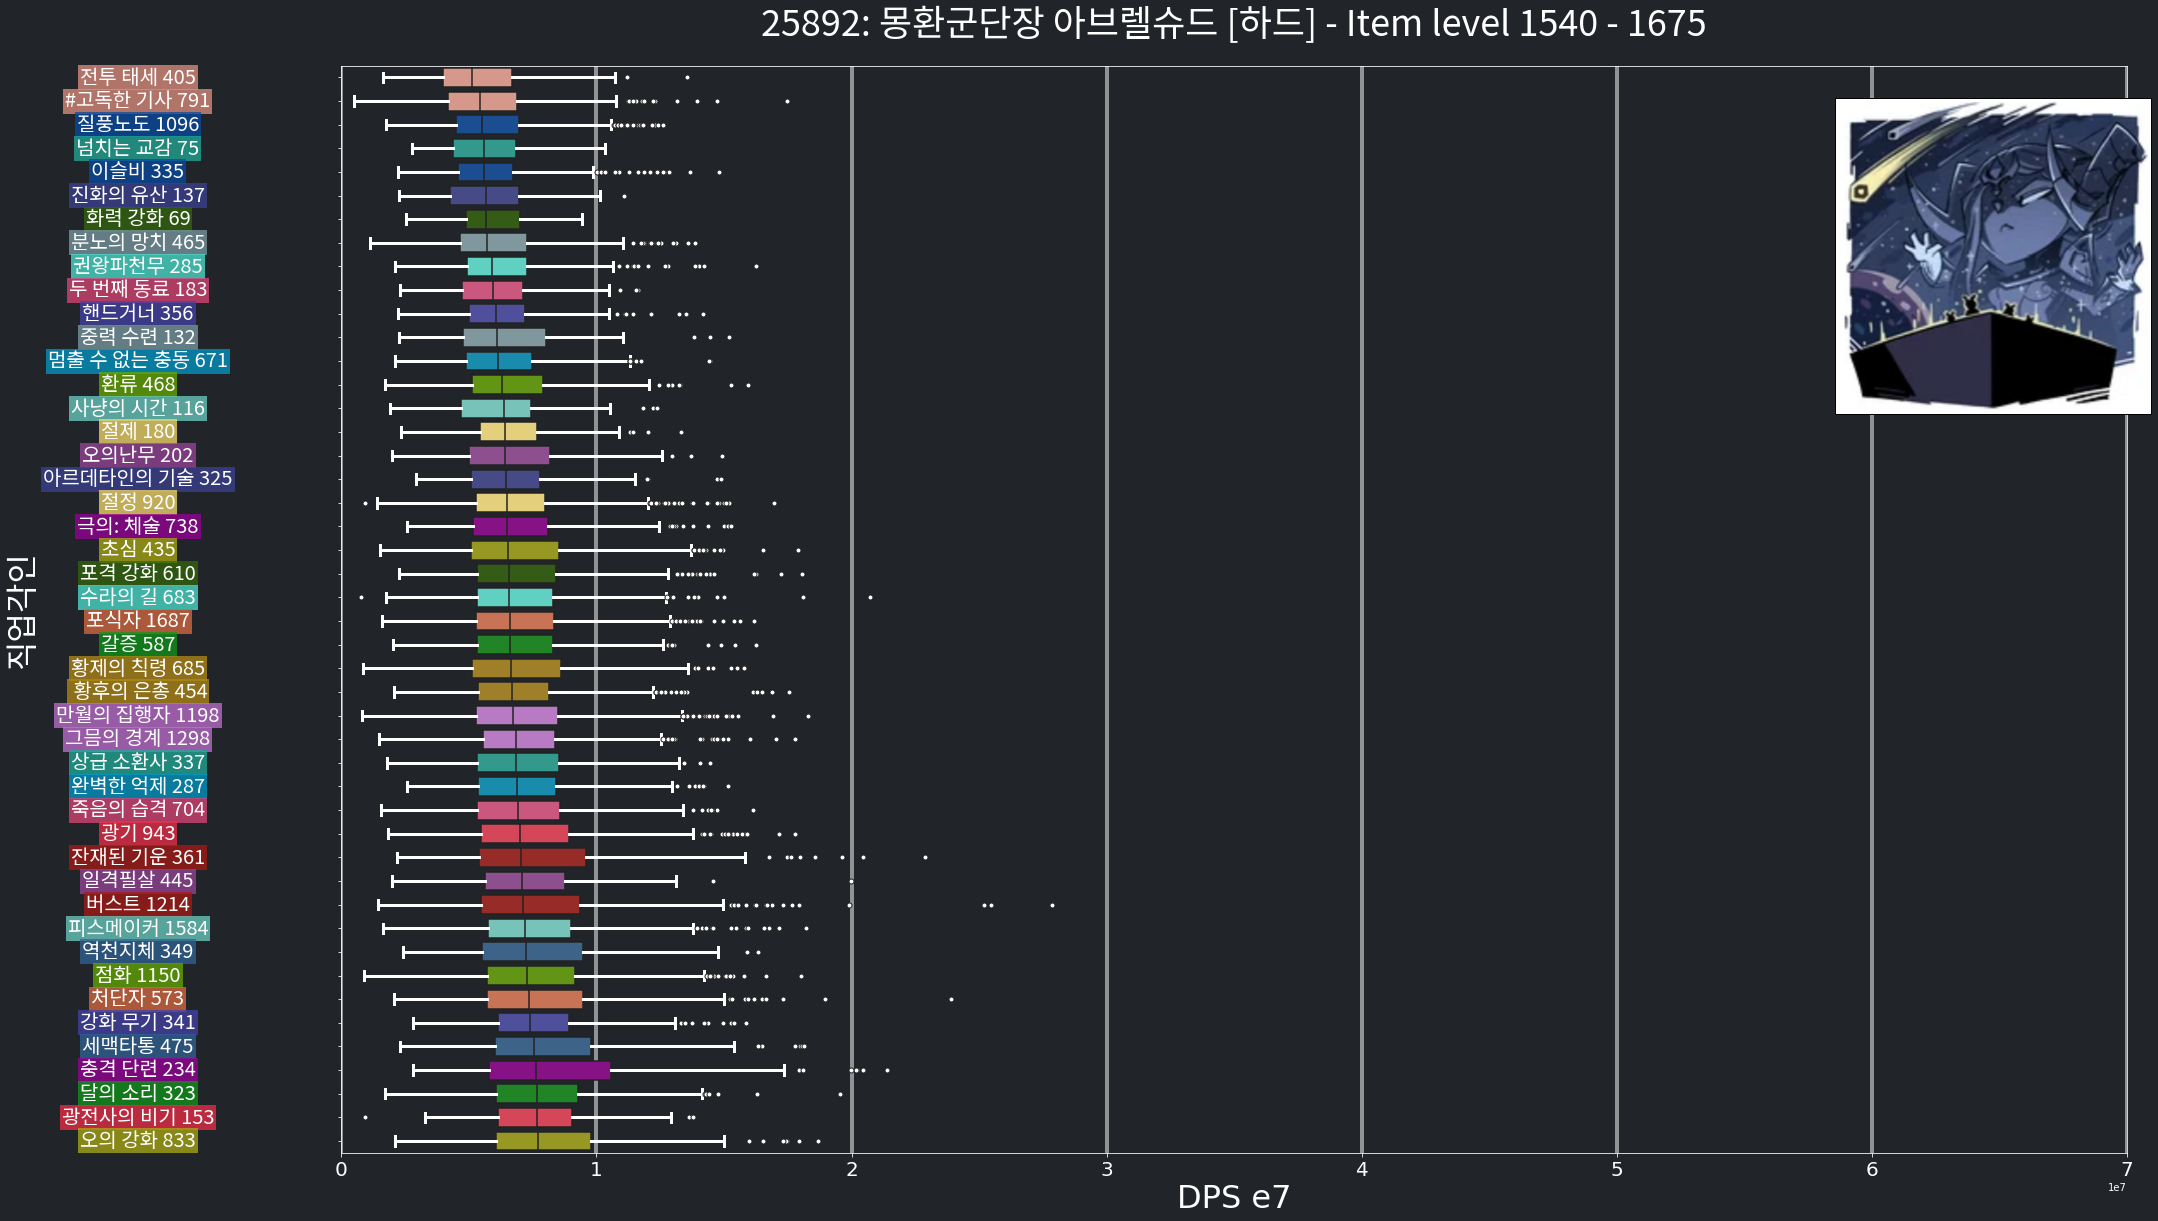 25892: 몽환군단장 아브렐슈드 [하드] - Item level 1540 - 1675
전투 태세 405
#고독한 기사 791
질풍노도 1096
넘치는 교감 75
이슬비 335
진화의 유산 137
화력 강화 69
분노의 망치 465
권왕파천무 285
두 번째 동료 183
핸드거너 356
중력 수련 132
멈출 수 없는 충동 671
환류 468
사냥의 시간 116
절제 180
오의난무 202
아르데타인의 기술 325
절정 920
극의: 체술 738
초심 435
포격 강화 610
수라의 길 683
포식자 1687
갈증 587
황제의 칙령 685
황후의 은총 454
만월의 집행자 1198
그믐의 경계 1298
상급 소환사 337
완벽한 억제 287
죽음의 습격 704
광기 943
잔재된 기운 361
일격필살 445
버스트 1214
피스메이커 1584
역천지체 349
점화 1150
처단자 573
강화 무기 341
세맥타통 475
충격 단련 234
달의 소리 323
광전사의 비기 153
오의 강화 833
직업각인
0 1 2 3 4 5 6 7
1e7
DPS e7